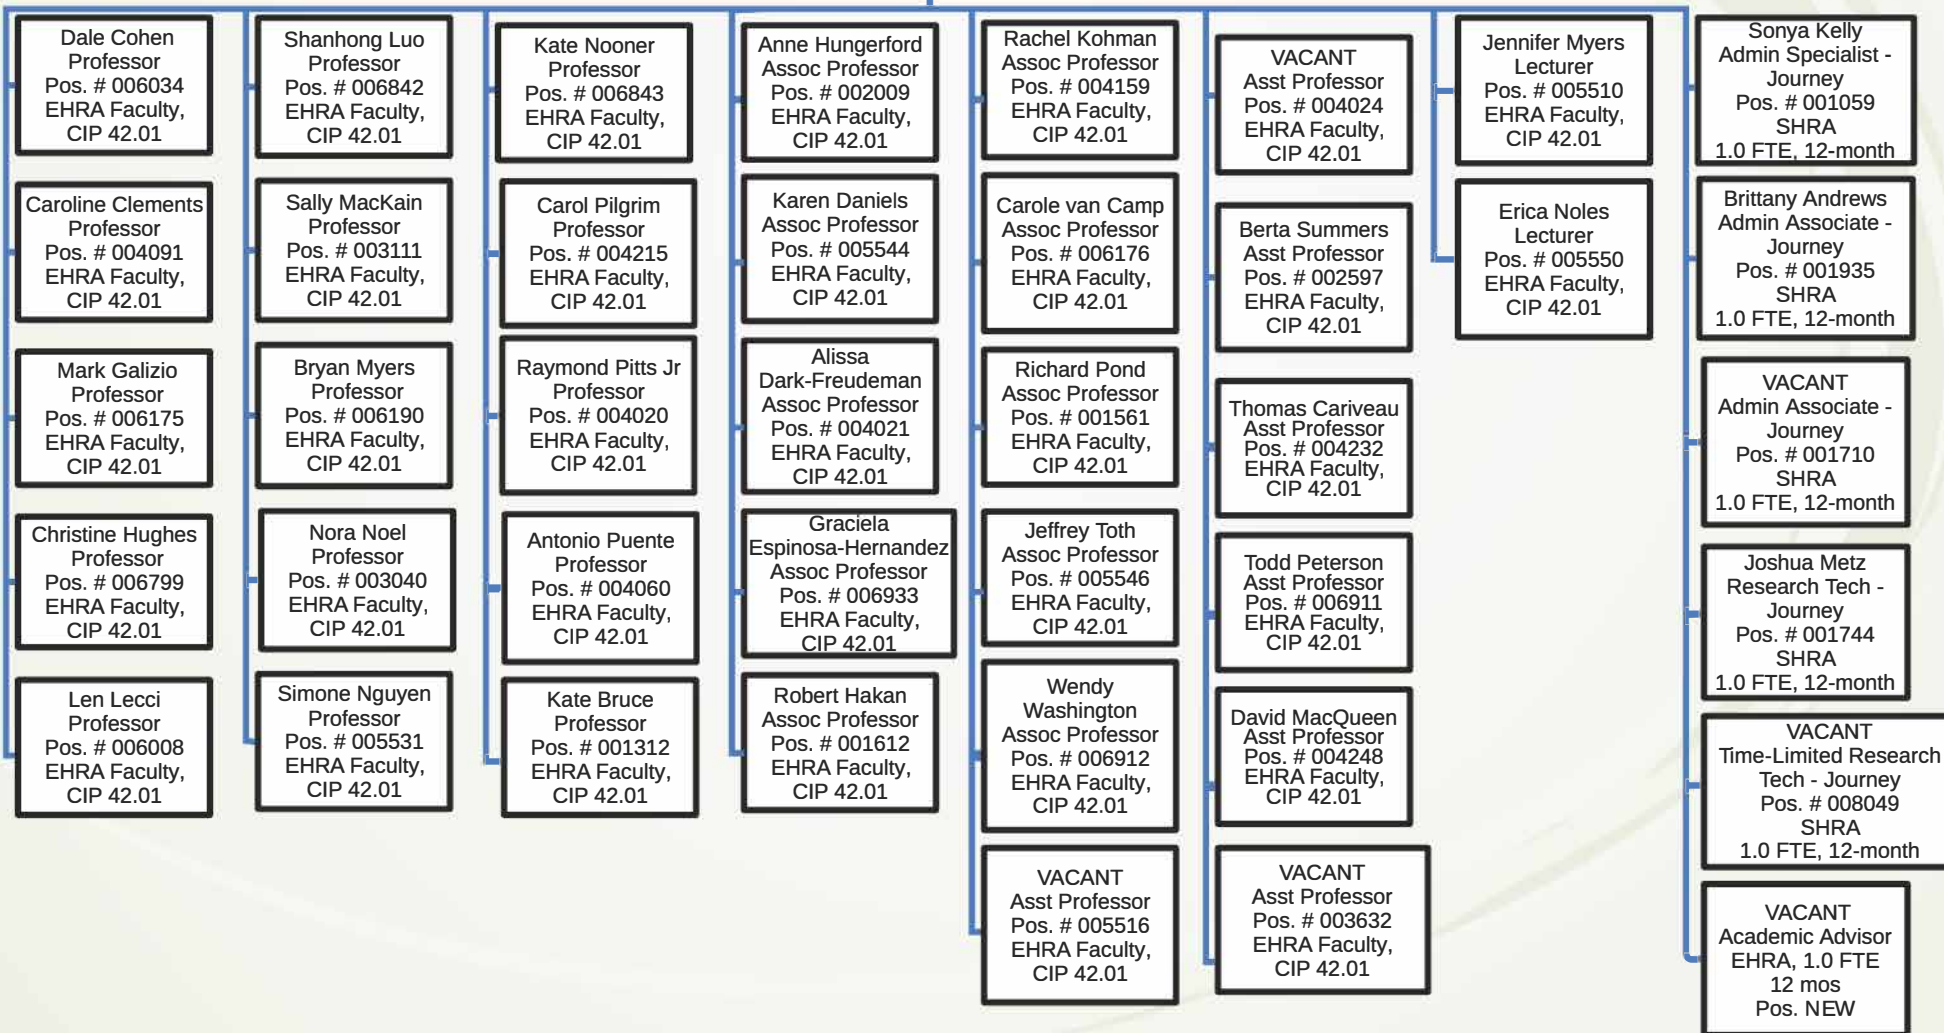 Dale Cohen
Professor
Pos. # 006034
EHRA Faculty,
CIP 42.01
Caroline Clements
Professor
Pos. # 004091
EHRA Faculty,
CIP 42.01
Mark Galizio
Professor
Pos. # 006175
EHRA Faculty,
CIP 42.01
Christine Hughes
Professor
Pos. # 006799
EHRA Faculty,
CIP 42.01
Len Lecci
Professor
Pos. # 006008
EHRA Faculty,
CIP 42.01
Shanhong Luo
Professor
Pos. # 006842
EHRA Faculty,
CIP 42.01
Sally MacKain
Professor
Pos. # 003111
EHRA Faculty,
CIP 42.01
Bryan Myers
Professor
Pos. # 006190
EHRA Faculty,
CIP 42.01
Nora Noel
Professor
Pos. # 003040
EHRA Faculty,
CIP 42.01
Simone Nguyen
Professor
Pos. # 005531
EHRA Faculty,
CIP 42.01
Kate Nooner
Professor
Pos. # 006843
EHRA Faculty,
CIP 42.01
Carol Pilgrim
Professor
Pos. # 004215
EHRA Faculty,
CIP 42.01
Raymond Pitts Jr
Professor
Pos. # 004020
EHRA Faculty,
CIP 42.01
Antonio Puente
Professor
Pos. # 004060
EHRA Faculty,
CIP 42.01
Kate Bruce
Professor
Pos. # 001312
EHRA Faculty,
CIP 42.01
Anne Hungerford
Assoc Professor
Pos. # 002009
EHRA Faculty,
CIP 42.01
Karen Daniels
Assoc Professor
Pos. # 005544
EHRA Faculty,
CIP 42.01
Alissa
Dark-Freudeman
Assoc Professor
Pos. # 004021
EHRA Faculty,
CIP 42.01
Graciela
Espinosa-Hernandez
Assoc Professor
Pos. # 006933
EHRA Faculty,
CIP 42.01
Robert Hakan
Assoc Professor
Pos. # 001612
EHRA Faculty,
CIP 42.01
Rachel Kohman
Assoc Professor
Pos. # 004159
EHRA Faculty,
CIP 42.01
Carole van Camp
Assoc Professor
Pos. # 006176
EHRA Faculty,
CIP 42.01
Richard Pond
Assoc Professor
Pos. # 001561
EHRA Faculty,
CIP 42.01
Jeffrey Toth
Assoc Professor
Pos. # 005546
EHRA Faculty,
CIP 42.01
Wendy
Washington
Assoc Professor
Pos. # 006912
EHRA Faculty,
CIP 42.01
VACANT
Asst Professor
Pos. # 005516
EHRA Faculty,
CIP 42.01
VACANT
Asst Professor
Pos. # 004024
EHRA Faculty,
CIP 42.01
Berta Summers
Asst Professor
Pos. # 002597
EHRA Faculty,
CIP 42.01
Thomas Cariveau
Asst Professor
Pos. # 004232
EHRA Faculty,
CIP 42.01
Todd Peterson
Asst Professor
Pos. # 006911
EHRA Faculty,
CIP 42.01
David MacQueen
Asst Professor
Pos. # 004248
EHRA Faculty,
CIP 42.01
VACANT
Asst Professor
Pos. # 003632
EHRA Faculty,
CIP 42.01
Jennifer Myers
Lecturer
Pos. # 005510
EHRA Faculty,
CIP 42.01
Erica Noles
Lecturer
Pos. # 005550
EHRA Faculty,
CIP 42.01
Sonya Kelly
Admin Specialist -
Journey
Pos. # 001059
SHRA
1.0 FTE, 12-month
Brittany Andrews
Admin Associate -
Journey
Pos. # 001935
SHRA
1.0 FTE, 12-month
VACANT
Admin Associate -
Journey
Pos. # 001710
SHRA
1.0 FTE, 12-month
Joshua Metz
Research Tech -
Journey
Pos. # 001744
SHRA
1.0 FTE, 12-month
VACANT
Time-Limited Research
Tech - Journey
Pos. # 008049
SHRA
1.0 FTE, 12-month
VACANT
Academic Advisor
EHRA, 1.0 FTE
12 mos
Pos. NEW